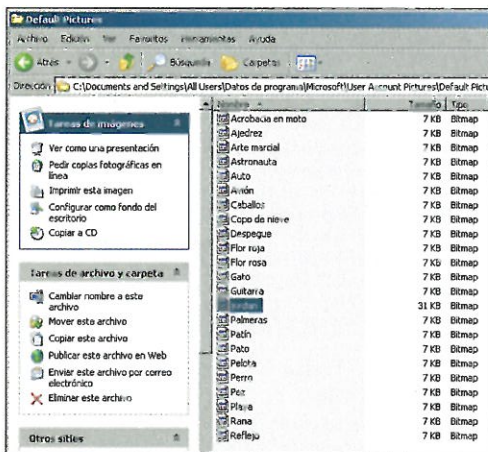 Default Pictures
Archivo Edición Ver Favoritos Herramientas Ayuda
Atrás Búsqueda Carpetas
Dirección C:\Documents and Settings\All Users\Datos de programa\Microsoft\User Account Pictures\Default Pictu
Tareas de imágenes
Ver como una presentación
Pedir copias fotográficas en
línea
Imprimir esta imagen
Configurar como fondo del
escritorio
Copiar a CD
Tareas de archivo y carpeta
Cambiar nombre a este
archivo
Mover este archivo
Copiar este archivo
Publicar este archivo en Web
Enviar este archivo por correo
electrónico
Eliminar este archivo
Otros sitios
Nombre Tamaño Tipo
Acrobacia en moto 7 KB Bitmap
Ajedrez 7 KB Bitmap
Arte marcial 7 KB Bitmap
Astronauta 7 KB Bitmap
Auto 7 KB Bitmap
Avión 7 KB Bitmap
Caballos 7 KB Bitmap
Copo de nieve 7 KB Bitmap
Despegue 7 KB Bitmap
Flor roja 7 KB Bitmap
Flor rosa 7 KB Bitmap
Gato 7 KB Bitmap
Guitarra 7 KB Bitmap
31 KB Bitmap
Palmeras 7 KB Bitmap
Patín 7 KB Bitmap
Pato 7 KB Bitmap
Pelota 7 KB Bitmap
Perro 7 KB Bitmap
Pez 7 KB Bitmap
Playa 7 KB Bitmap
Rana 7 KB Bitmap
Reflejo 7 KB Bitmap